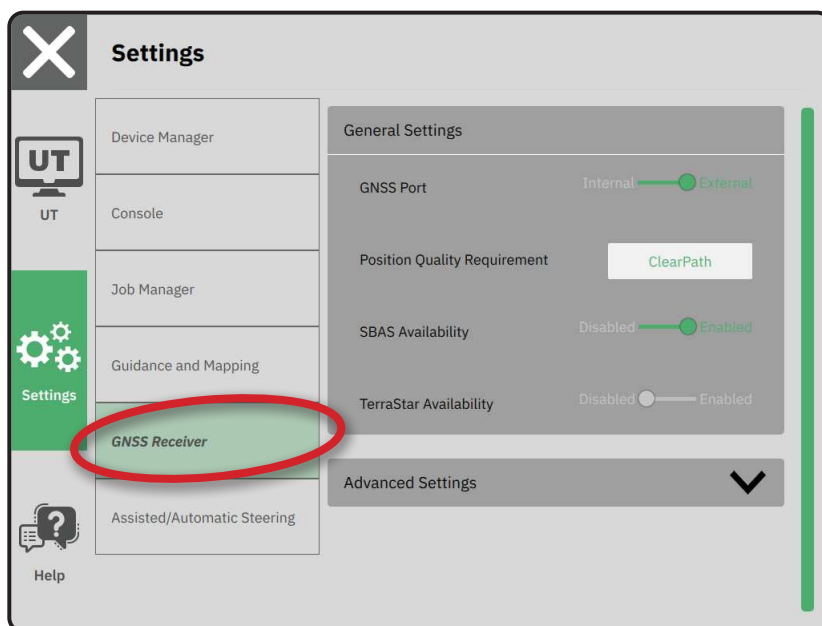 Settings
UT
UT
Settings
Help
Device Manager
Console
Job Manager
Guidance and Mapping
GNSS Receiver
Assisted/Automatic Steering
General Settings
GNSS Port Internal External
Position Quality Requirement ClearPath
SBAS Availability Disabled Enabled
TerraStar Availability Disabled Enabled
Advanced Settings